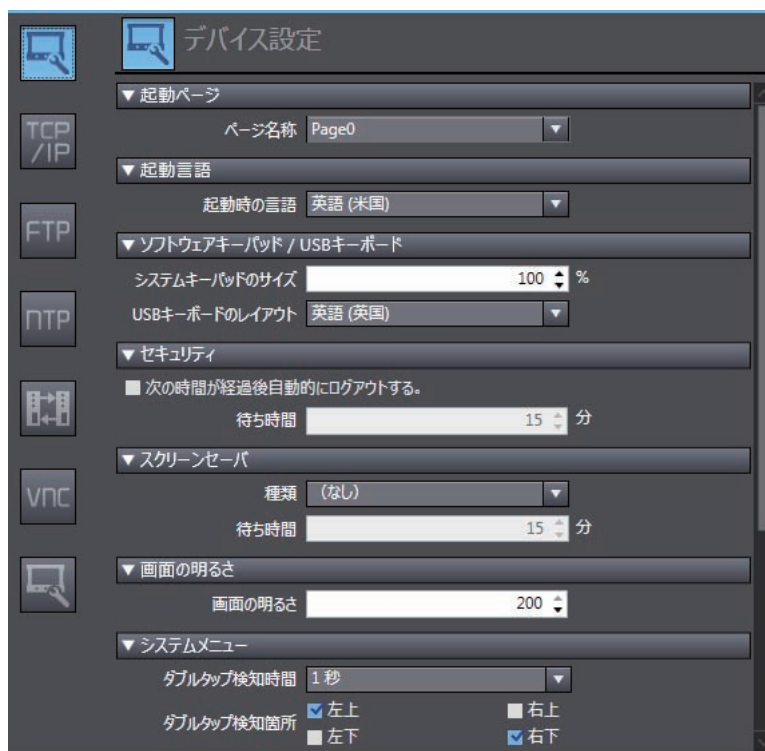 デバイス設定
▼ 起動ページ
ページ名称 Page0
TCP
/IP
▼ 起動言語
起動時の言語 英語 (米国)
FTP
▼ ソフトウェアキーパッド / USBキーボード
システムキーパッドのサイズ 100 %
USBキーボードのレイアウト 英語 (英国)
NTP
▼ セキュリティ
次の時間が経過後自動的にログアウトする。
待ち時間 15 分
▼ スクリーンセーバ
種類 (なし)
VNC
待ち時間 15 分
▼ 画面の明るさ
画面の明るさ 200
▼ システムメニュー
ダブルタップ検知時間 1 秒
ダブルタップ検知箇所 左上 右上
左下 右下